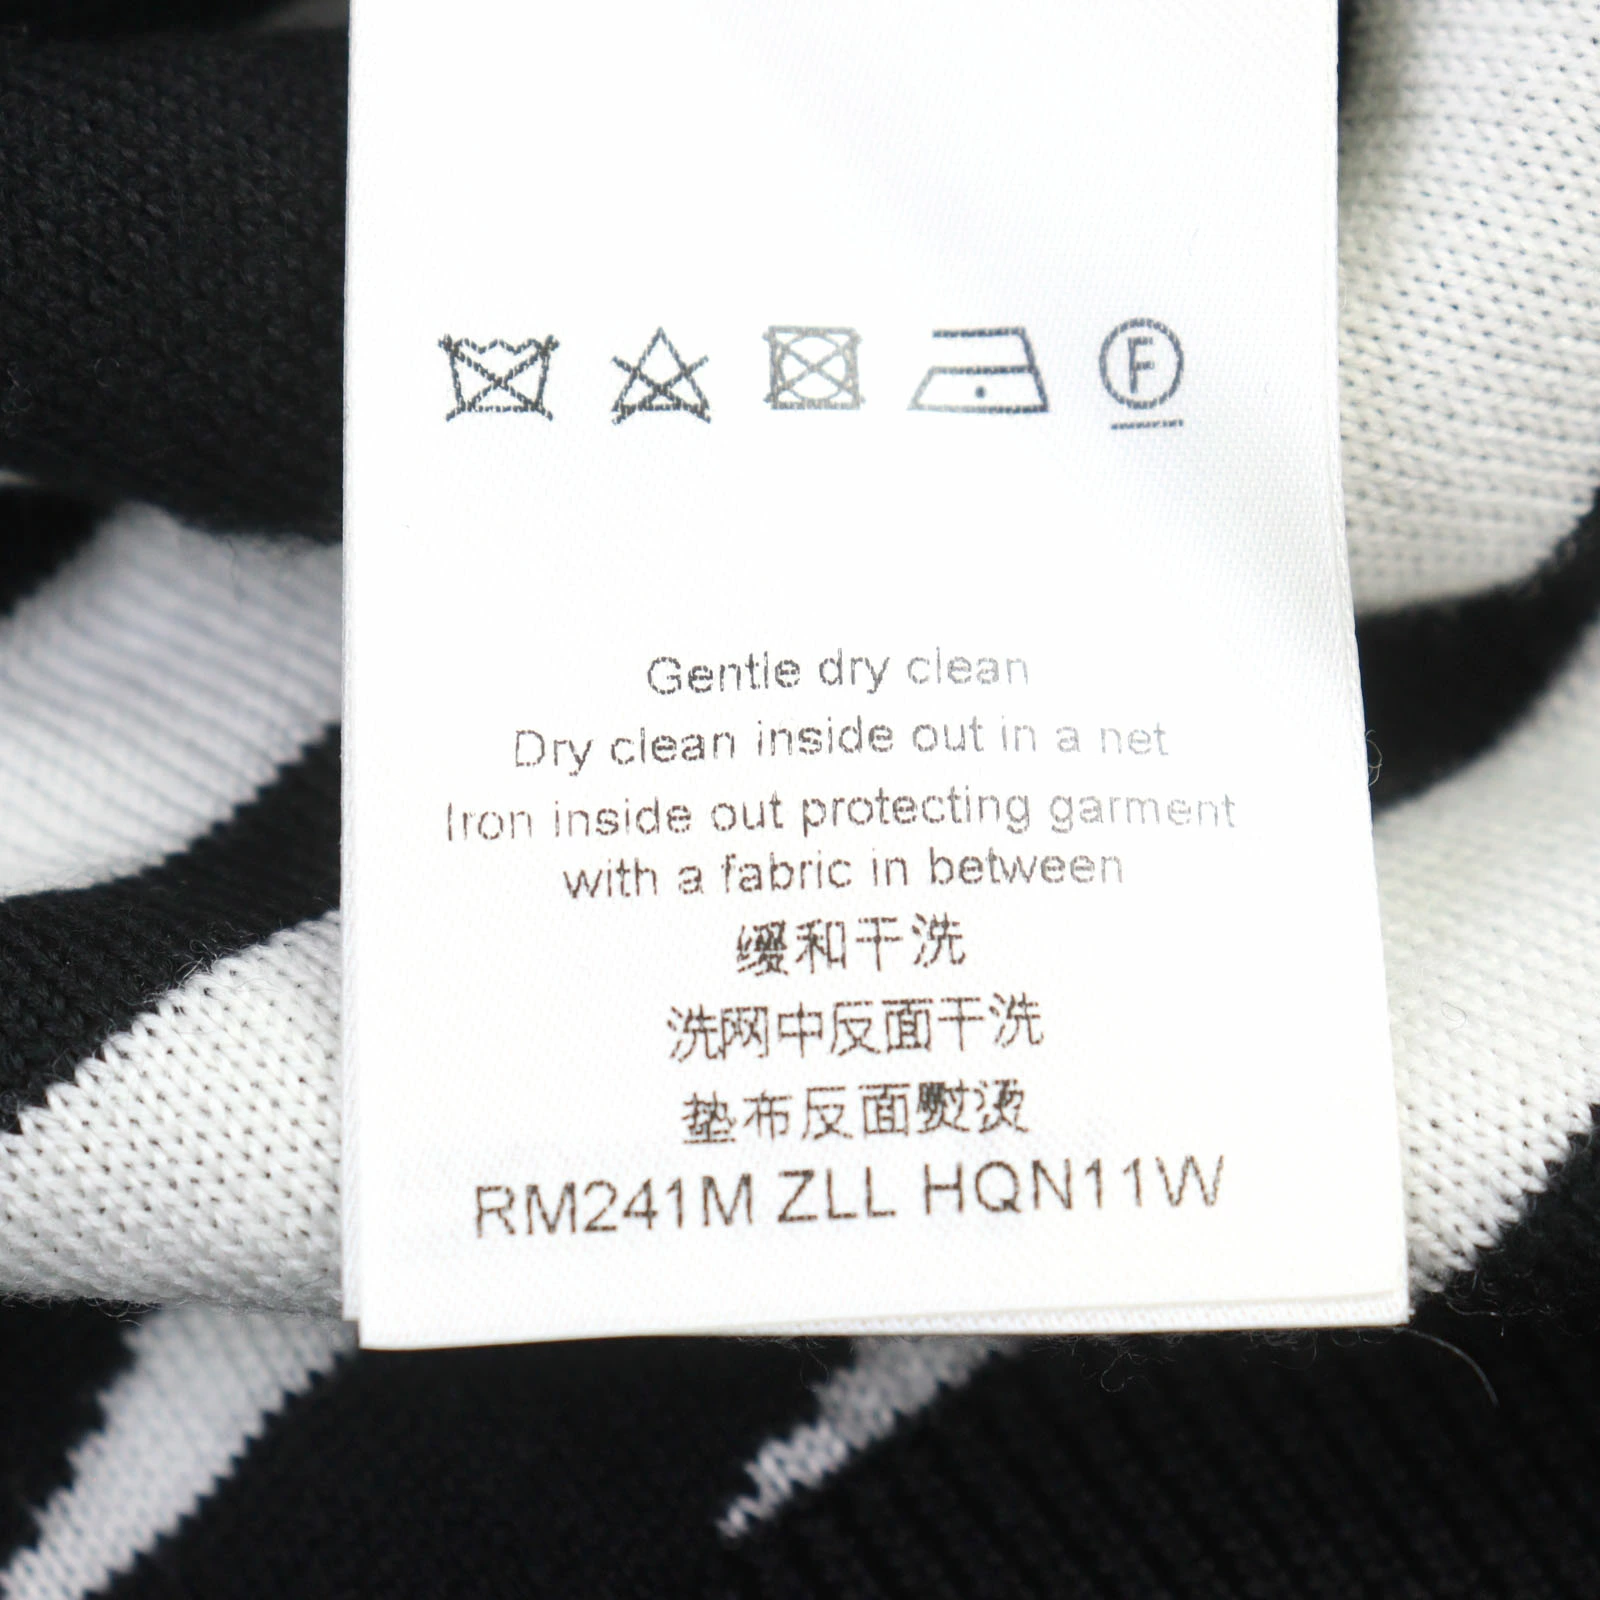 F
Gentle dry clean
Dry clean inside out in a net
Iron inside out protecting garment
with a fabric in between
缓和干洗
洗网中反面干洗
垫布反面熨烫
RM241M ZLL HQN11W